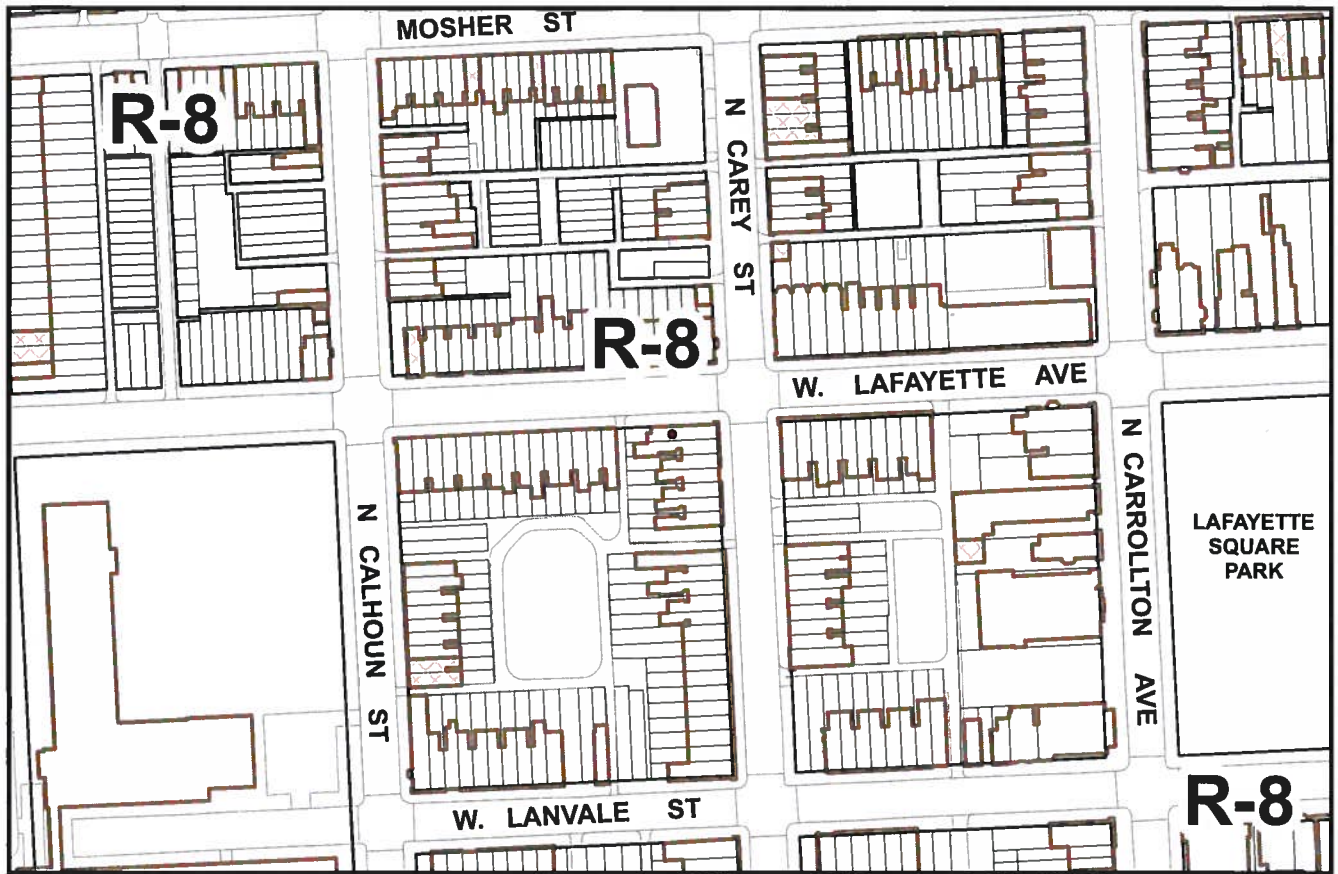 MOSHER ST
R-8
N CAREY ST
R-8
W. LAFAYETTE AVE
N CALHOUN ST
N CARROLLTON AVE
LAFAYETTE
SQUARE
PARK
W. LANVALE ST
R-8